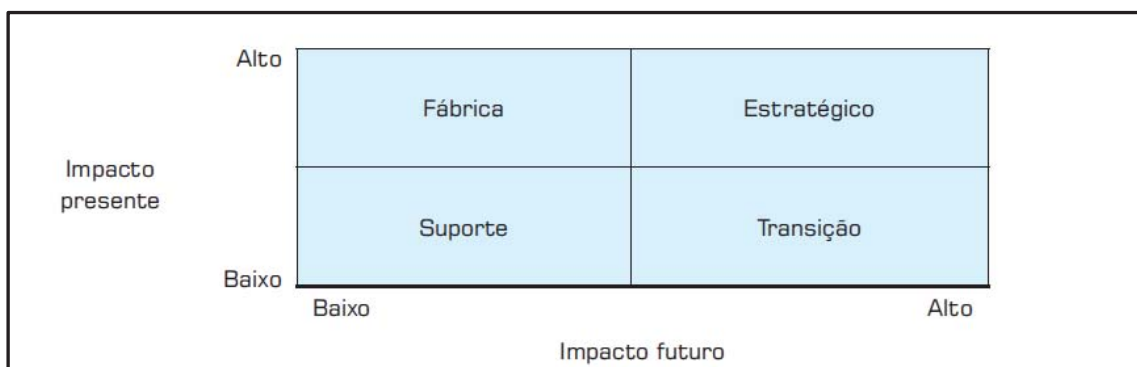 Alto
Fábrica Estratégico
Impacto
presente
Suporte Transição
Baixo
Baixo Alto
Impacto futuro